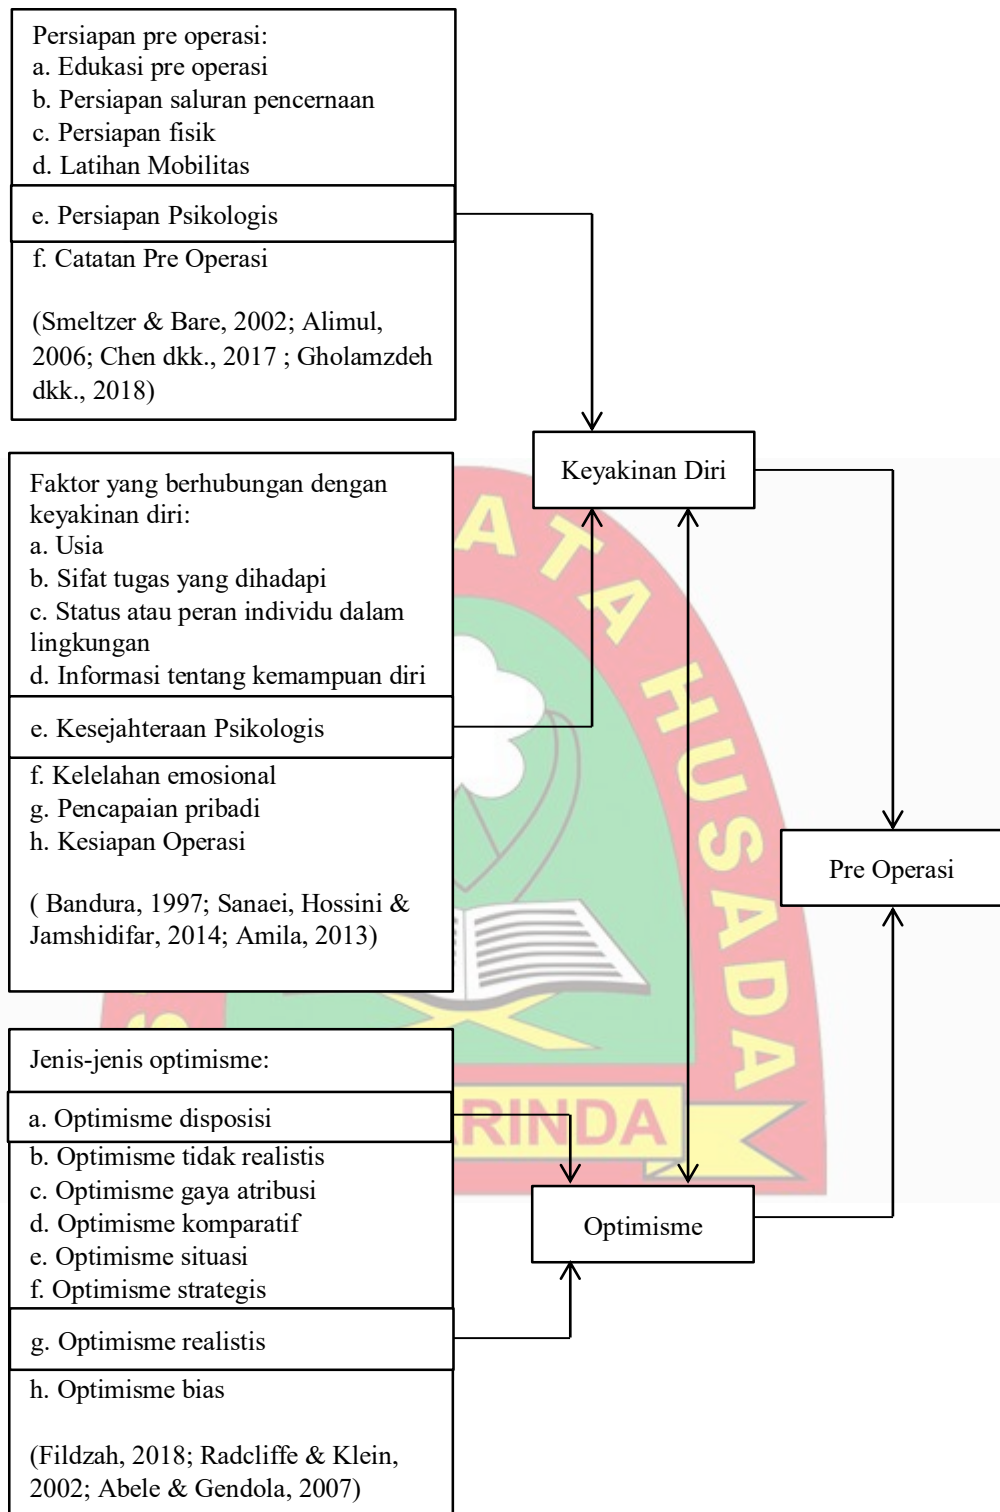 Persiapan pre operasi:
a. Edukasi pre operasi
b. Persiapan saluran pencernaan
c. Persiapan fisik
d. Latihan Mobilitas
e. Persiapan Psikologis
f. Catatan Pre Operasi
(Smeltzer & Bare, 2002; Alimul,
2006; Chen dkk., 2017 ; Gholamzdeh
dkk., 2018)
Keyakinan Diri
Faktor yang berhubungan dengan
keyakinan diri:
a. Usia
b. Sifat tugas yang dihadapi
c. Status atau peran individu dalam
lingkungan
d. Informasi tentang kemampuan diri
e. Kesejahteraan Psikologis
f. Kelelahan emosional
g. Pencapaian pribadi
h. Kesiapan Operasi
( Bandura, 1997; Sanaei, Hossini &
Jamshidifar, 2014; Amila, 2013)
Pre Operasi
Jenis-jenis optimisme:
a. Optimisme disposisi
b. Optimisme tidak realistis
c. Optimisme gaya atribusi
d. Optimisme komparatif
e. Optimisme situasi
f. Optimisme strategis
g. Optimisme realistis
h. Optimisme bias
(Fildzah, 2018; Radcliffe & Klein,
2002; Abele & Gendola, 2007)
Optimisme
ATA HUSADA
RINDA